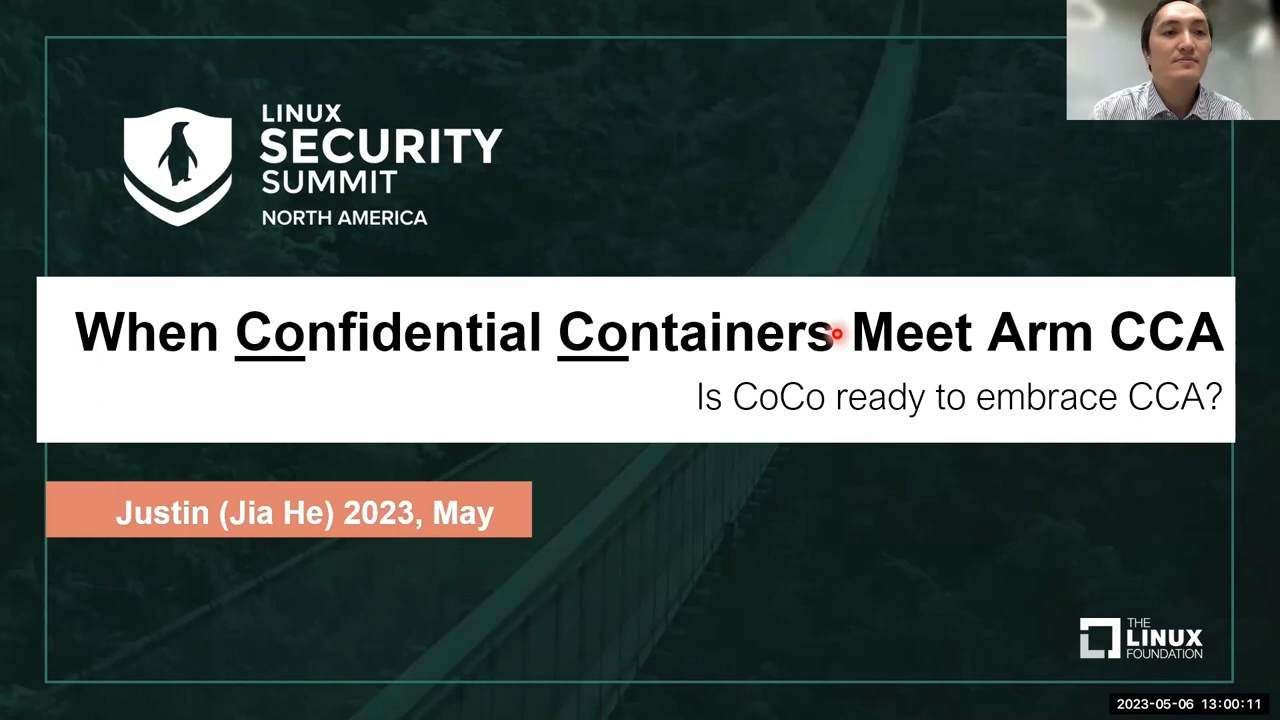 LINUX
SECURITY
SUMMIT
NORTH AMERICA
When Confidential Containers Meet Arm CCA
Is CoCo ready to embrace CCA?
Justin (Jia He) 2023, May
THE
LINUX
FOUNDATION
2023-05-06 13:00:11